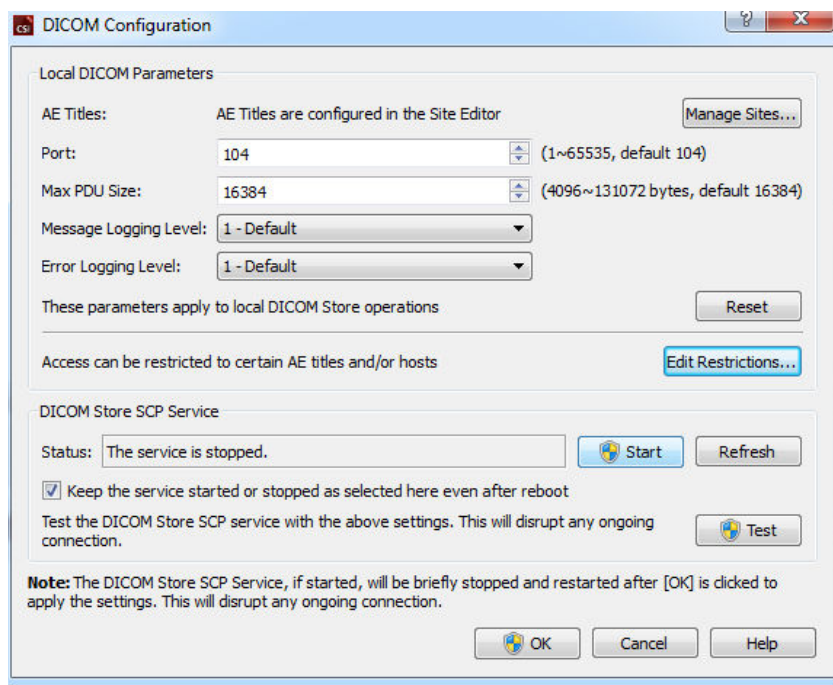 CSI DICOM Configuration ? X
Local DICOM Parameters
AE Titles: AE Titles are configured in the Site Editor Manage Sites...
Port: 104 (1~65535, default 104)
Max PDU Size: 16384 (4096~131072 bytes, default 16384)
Message Logging Level: 1 - Default
Error Logging Level: 1 - Default
These parameters apply to local DICOM Store operations Reset
Access can be restricted to certain AE titles and/or hosts Edit Restrictions...
DICOM Store SCP Service
Status: The service is stopped. Start Refresh
Keep the service started or stopped as selected here even after reboot
Test the DICOM Store SCP service with the above settings. This will disrupt any ongoing
connection. Test
Note: The DICOM Store SCP Service, if started, will be briefly stopped and restarted after [OK] is clicked to
apply the settings. This will disrupt any ongoing connection.
OK Cancel Help